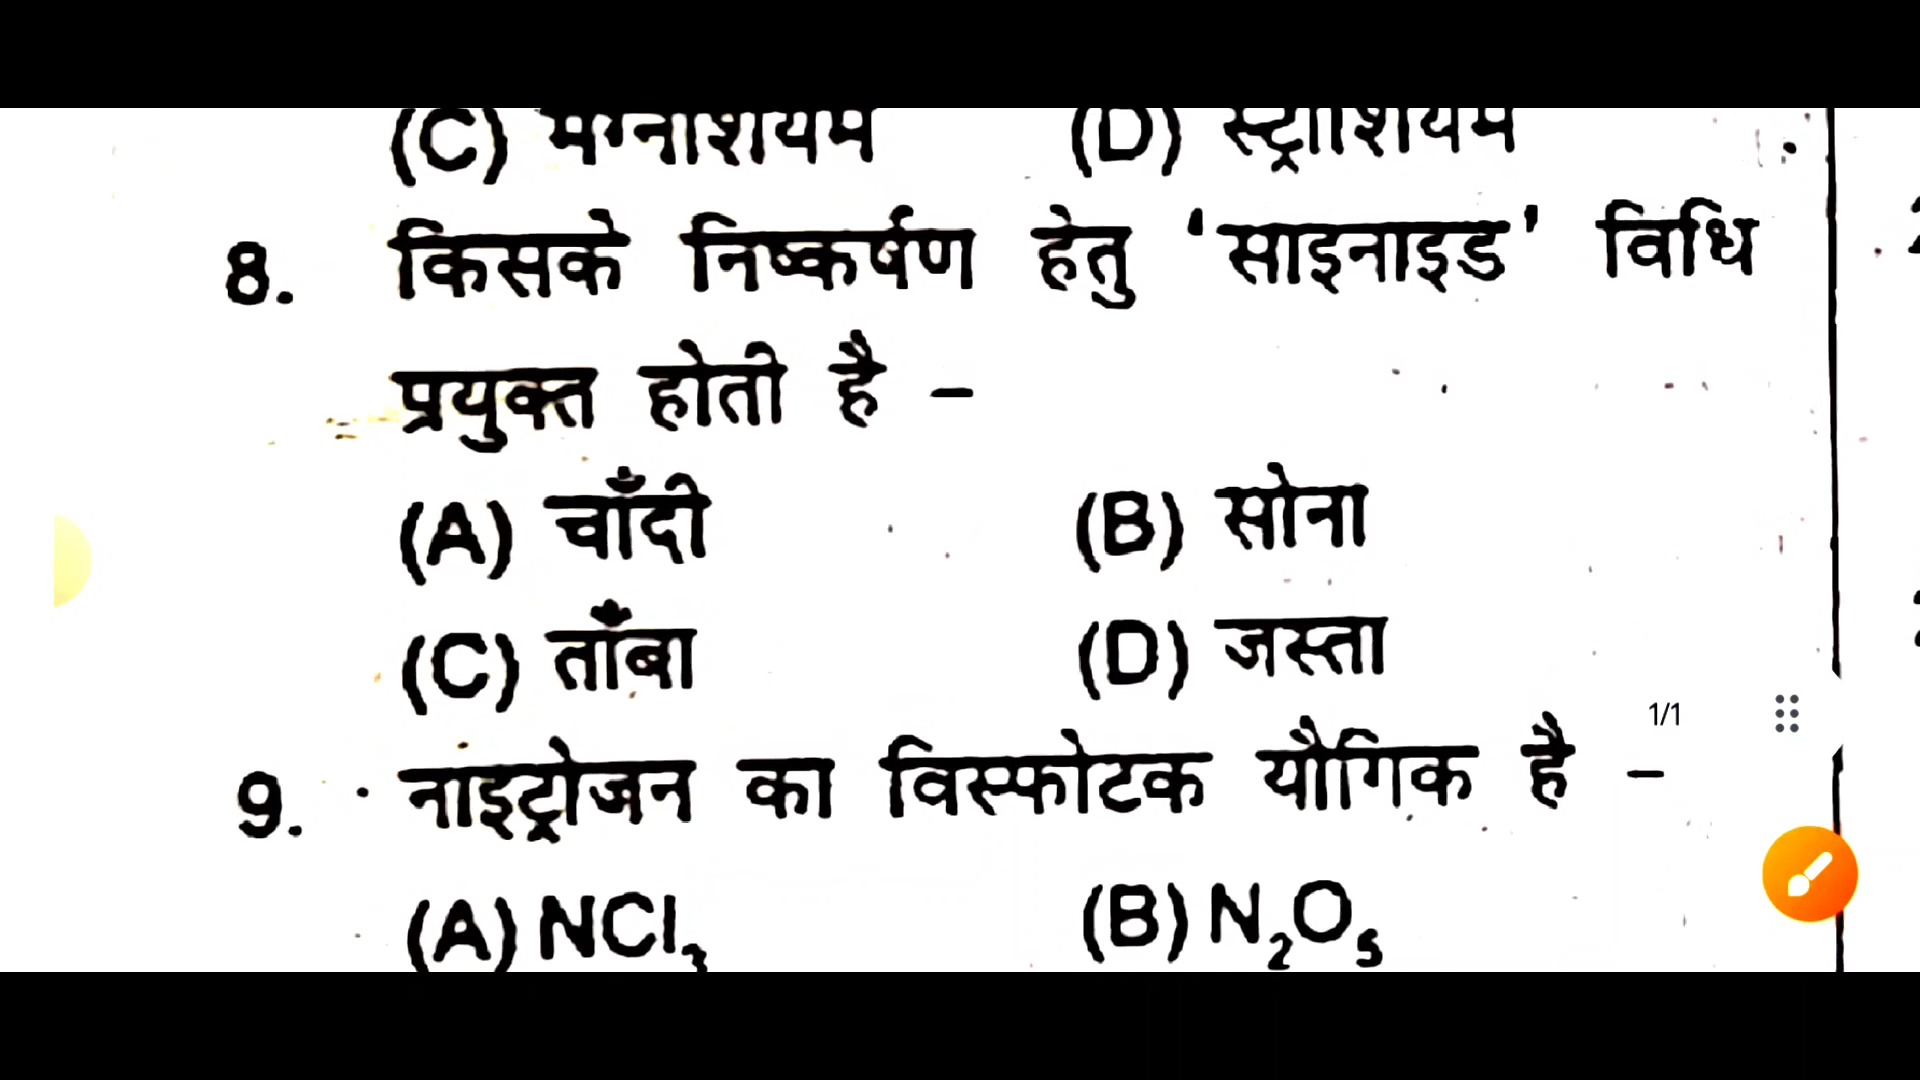 (C) मैग्नीशियम (D) स्ट्रांशियम
8. किसके निष्कर्षण हेतु ‘साइनाइड’ विधि
प्रयुक्त होती है –
(A) चाँदी (B) सोना
(C) ताँबा (D) जस्ता
1/1
9. नाइट्रोजन का विस्फोटक यौगिक है –
(A) NCl₃ (B) N₂O₅